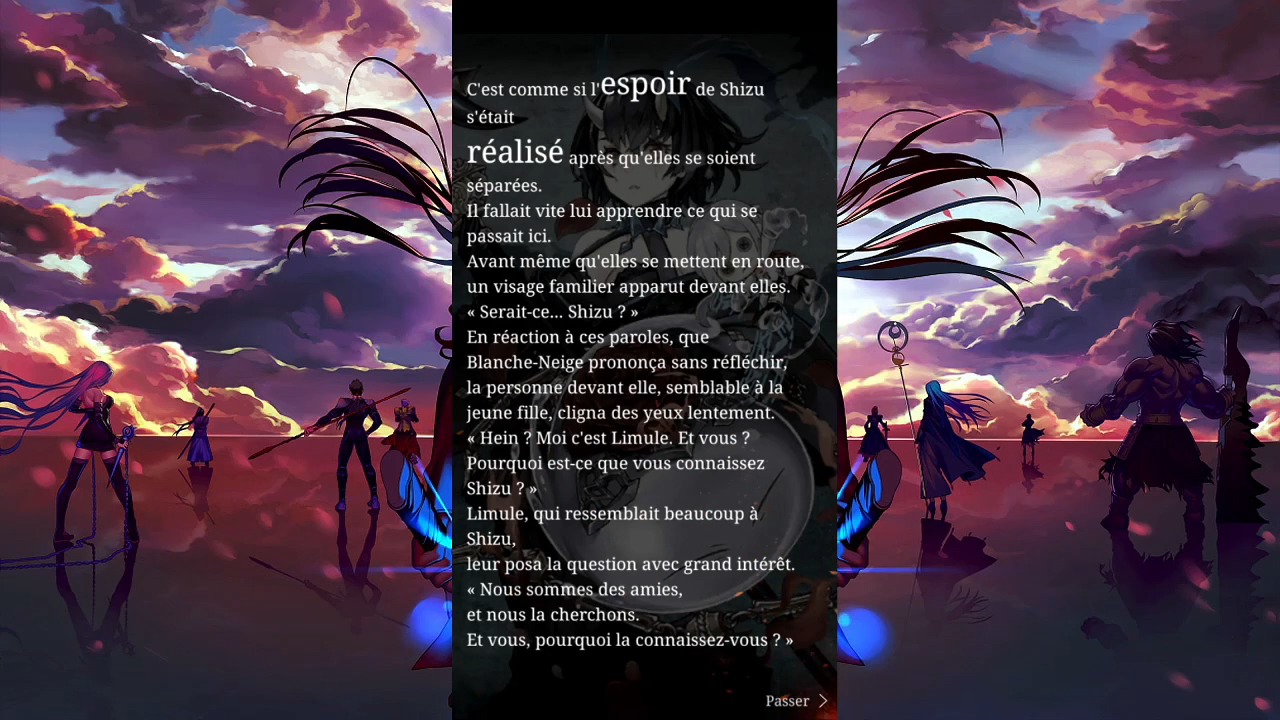 C'est comme si l'espoir de Shizu
s'était
réalisé après qu'elles se soient
séparées.
Il fallait vite lui apprendre ce qui se
passait ici.
Avant même qu'elles se mettent en route,
un visage familier apparut devant elles.
« Serait-ce... Shizu ? »
En réaction à ces paroles, que
Blanche-Neige prononça sans réfléchir,
la personne devant elle, semblable à la
jeune fille, cligna des yeux lentement.
« Hein ? Moi c'est Limule. Et vous ?
Pourquoi est-ce que vous connaissez
Shizu ? »
Limule, qui ressemblait beaucoup à
Shizu,
leur posa la question avec grand intérêt.
« Nous sommes des amies,
et nous la cherchons.
Et vous, pourquoi la connaissez-vous ? »
Passer